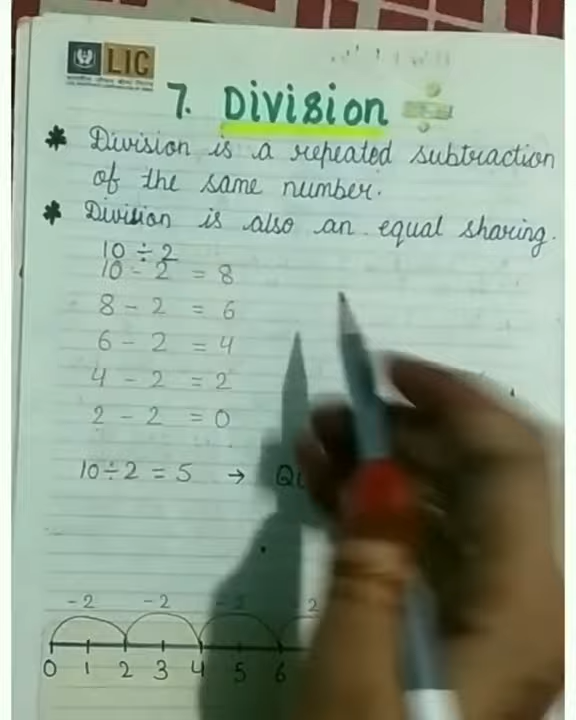 LIC
7. Division ÷
* Division is a repeated subtraction
of the same number.
* Division is also an equal sharing.
10 ÷ 2
10 - 2 = 8
8 - 2 = 6
6 - 2 = 4
4 - 2 = 2
2 - 2 = 0
10 ÷ 2 = 5 →
-2 -2 -2 2
0 1 2 3 4 5 6